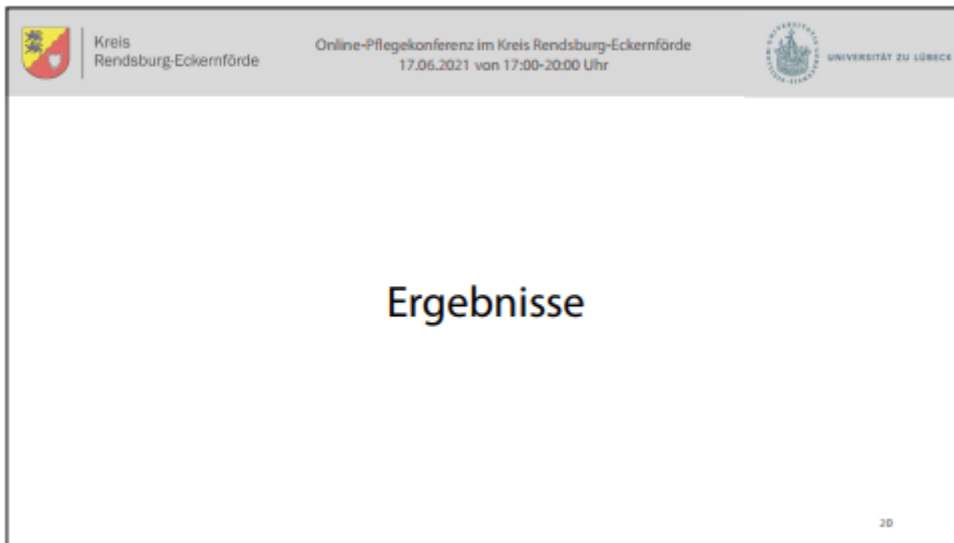 Kreis
Rendsburg-Eckernförde
Online-Pflegekonferenz im Kreis Rendsburg-Eckernförde
17.06.2021 von 17:00-20:00 Uhr
UNIVERSITÄT ZU LÜBECK
Ergebnisse
20